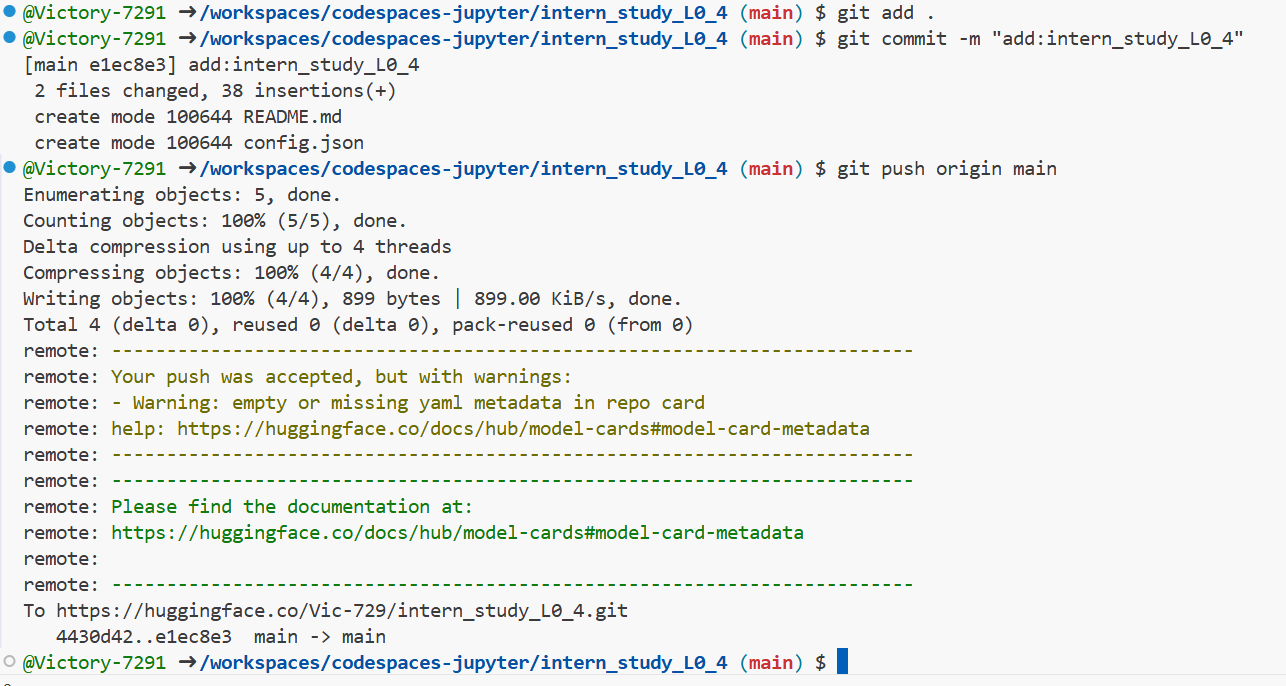 @Victory-7291 ➜/workspaces/codespaces-jupyter/intern_study_L0_4 (main) $ git add .
@Victory-7291 ➜/workspaces/codespaces-jupyter/intern_study_L0_4 (main) $ git commit -m "add:intern_study_L0_4"
[main e1ec8e3] add:intern_study_L0_4
 2 files changed, 38 insertions(+)
 create mode 100644 README.md
 create mode 100644 config.json
@Victory-7291 ➜/workspaces/codespaces-jupyter/intern_study_L0_4 (main) $ git push origin main
Enumerating objects: 5, done.
Counting objects: 100% (5/5), done.
Delta compression using up to 4 threads
Compressing objects: 100% (4/4), done.
Writing objects: 100% (4/4), 899 bytes | 899.00 KiB/s, done.
Total 4 (delta 0), reused 0 (delta 0), pack-reused 0 (from 0)
remote: -------------------------------------------------------------------------
remote: Your push was accepted, but with warnings:
remote: - Warning: empty or missing yaml metadata in repo card
remote: help: https://huggingface.co/docs/hub/model-cards#model-card-metadata
remote: -------------------------------------------------------------------------
remote: -------------------------------------------------------------------------
remote: Please find the documentation at:
remote: https://huggingface.co/docs/hub/model-cards#model-card-metadata
remote:
remote: -------------------------------------------------------------------------
To https://huggingface.co/Vic-729/intern_study_L0_4.git
   4430d42..e1ec8e3  main -> main
@Victory-7291 ➜/workspaces/codespaces-jupyter/intern_study_L0_4 (main) $